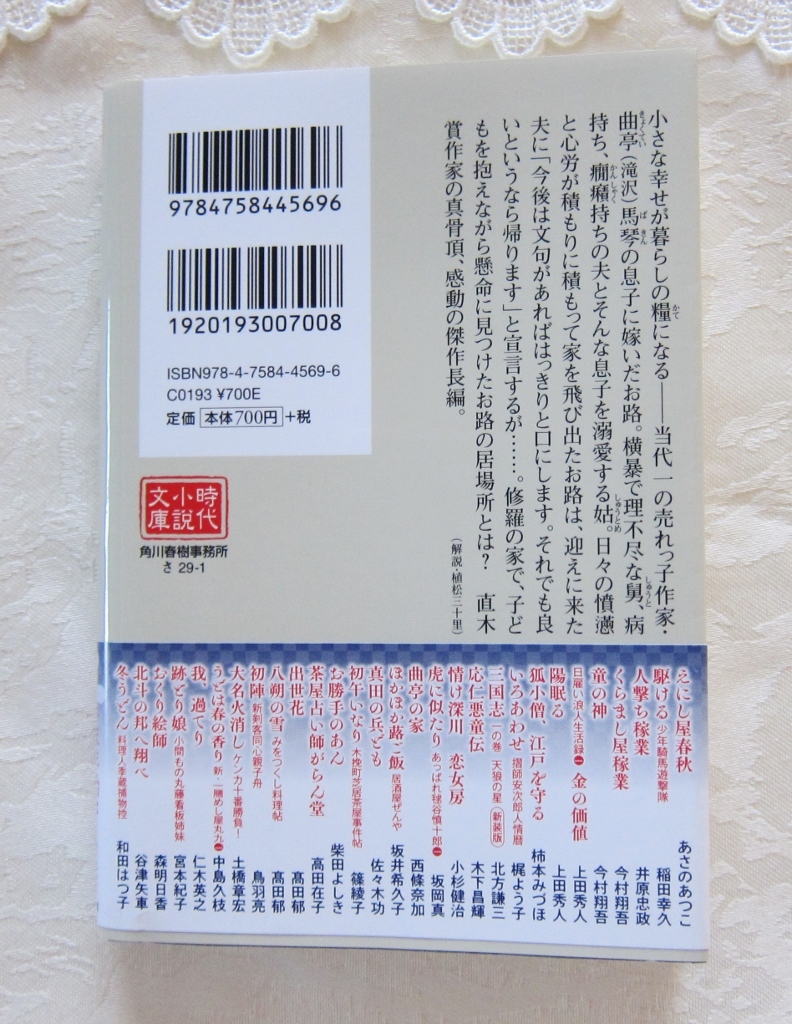 小さな幸せが暮らしの糧になる――当代一の売れっ子作家・
曲亭(滝沢)馬琴の息子に嫁いだお路。横暴で理不尽な舅、病
持ち、癇癪持ちの夫とそんな息子を溺愛する姑。日々の憤懣
と心労が積もりに積もって家を飛び出たお路は、迎えに来た
夫に「今後は文句があればはっきりと口にします。それでも良
いというなら帰ります」と宣言するが……。修羅の家で、子ど
もを抱えながら懸命に見つけたお路の居場所とは? 直木
賞作家の真骨頂、感動の傑作長編。
(解説・植松三十里)
9784758445696
1920193007008
ISBN978-4-7584-4569-6
C0193 ¥700E
定価 本体700円 +税
時代
小説
文庫
角川春樹事務所
さ 29-1
えにし屋春秋 あさのあつこ
駆ける 少年騎馬遊撃隊 稲田幸久
人撃ち稼業 井原忠政
くらまし屋稼業 今村翔吾
童の神 今村翔吾
日雇い浪人生活録㊀ 金の価値 上田秀人
陽眠る 上田秀人
狐小僧、江戸を守る 柿本みづほ
いろあわせ 摺師安次郎人情暦 梶よう子
三国志 一の巻 天狼の星 (新装版) 北方謙三
応仁悪童伝 木下昌輝
情け深川 恋女房 小杉健治
虎に似たり あっぱれ毬谷慎十郎㊀ 坂岡真
曲亭の家 西條奈加
ほかほか蕗ご飯 居酒屋ぜんや 坂井希久子
真田の兵ども 佐々木功
初午いなり 木挽町芝居茶屋事件帖 篠綾子
お勝手のあん 柴田よしき
茶屋占い師がらん堂 高田在子
出世花 髙田郁
八朔の雪 みをつくし料理帖 髙田郁
初陣 新剣客同心親子舟 鳥羽亮
大名火消し ケンカ十番勝負! 土橋章宏
うどは春の香り 新・一膳めし屋丸九㊀ 中島久枝
我、過てり 仁木英之
跡とり娘 小間もの丸藤看板姉妹 宮本紀子
おくり絵師 森明日香
北斗の邦へ翔べ 谷津矢車
冬うどん 料理人季蔵捕物控 和田はつ子